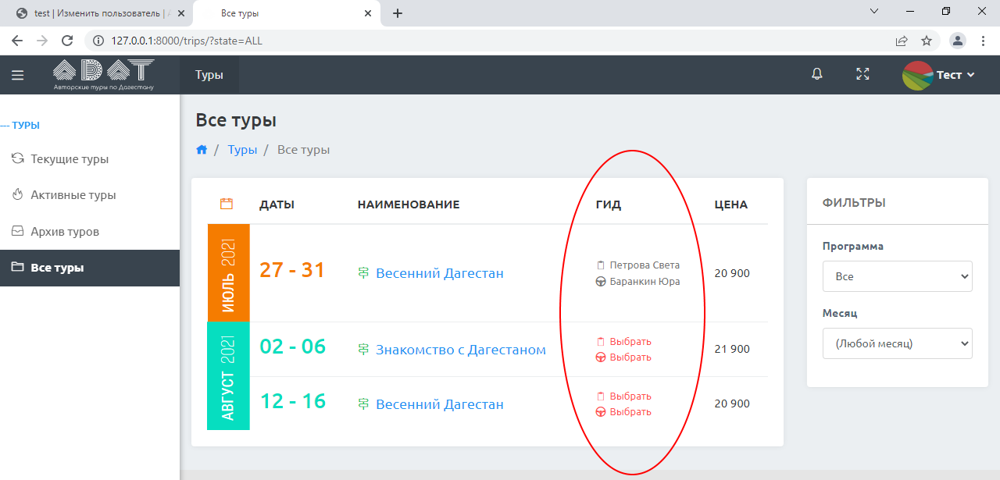 test | Изменить пользователь |
Все туры
127.0.0.1:8000/trips/?state=ALL
АДАТ
Авторские туры по Дагестану
Туры
Тест
ТУРЫ
Текущие туры
Активные туры
Архив туров
Все туры
Все туры
/ Туры / Все туры
ДАТЫ НАИМЕНОВАНИЕ ГИД ЦЕНА
ИЮЛЬ 2021
27 - 31 Весенний Дагестан
Петрова Света
Баранкин Юра
20 900
АВГУСТ 2021
02 - 06 Знакомство с Дагестаном
Выбрать
Выбрать
21 900
12 - 16 Весенний Дагестан
Выбрать
Выбрать
20 900
ФИЛЬТРЫ
Программа
Все
Месяц
(Любой месяц)